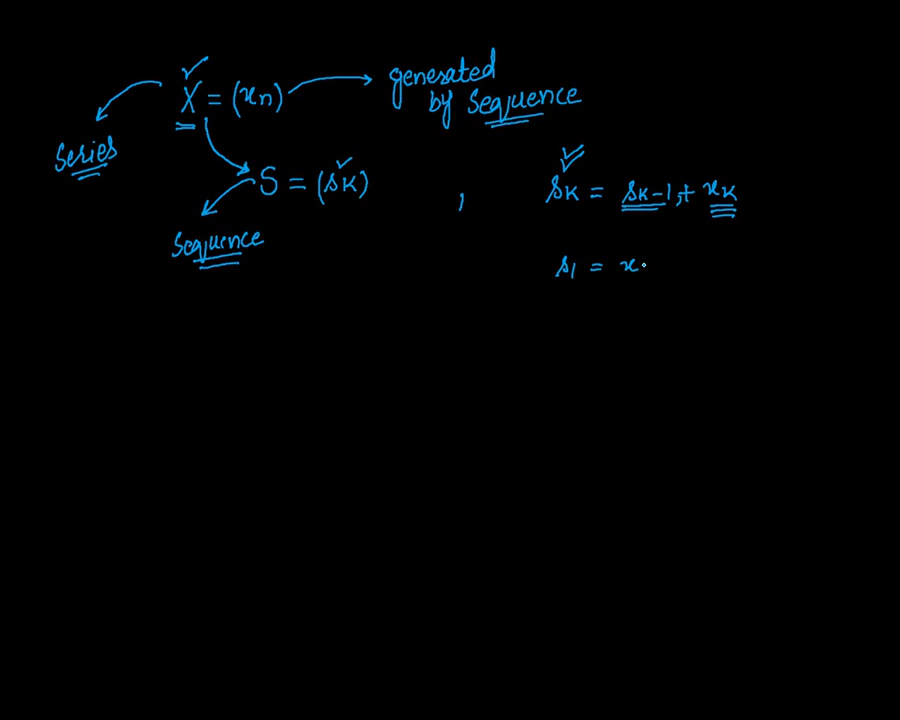 X = (xn) generated
by Sequence
Series
S = (sk) , sk = sk-1 + xk
Sequence
s1 = x